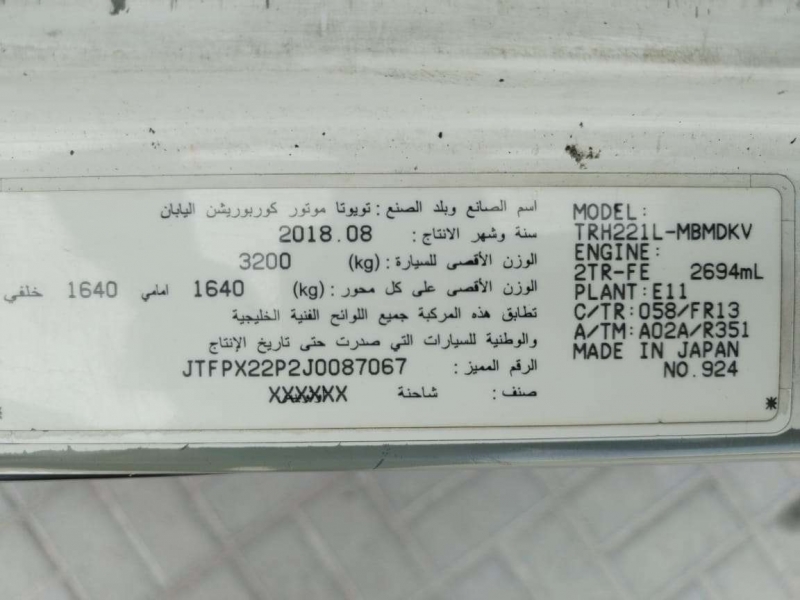 اسم الصانع وبلد الصنع : تويوتا موتور كوربوريشن اليابان
سنة وشهر الانتاج : 2018.08
الوزن الأقصى للسيارة : (kg) 3200
الوزن الأقصى على كل محور : (kg) 1640 امامي 1640 خلفي
تطابق هذه المركبة جميع اللوائح الفنية الخليجية
والوطنية للسيارات التي صدرت حتى تاريخ الإنتاج
الرقم المميز : JTFPX22P2J0087067
صنف : شاحنة XXXXXX
MODEL:
TRH221L-MBMDKV
ENGINE:
2TR-FE 2694mL
PLANT:E11
C/TR:058/FR13
A/TM:A02A/R351
MADE IN JAPAN
NO.924
*